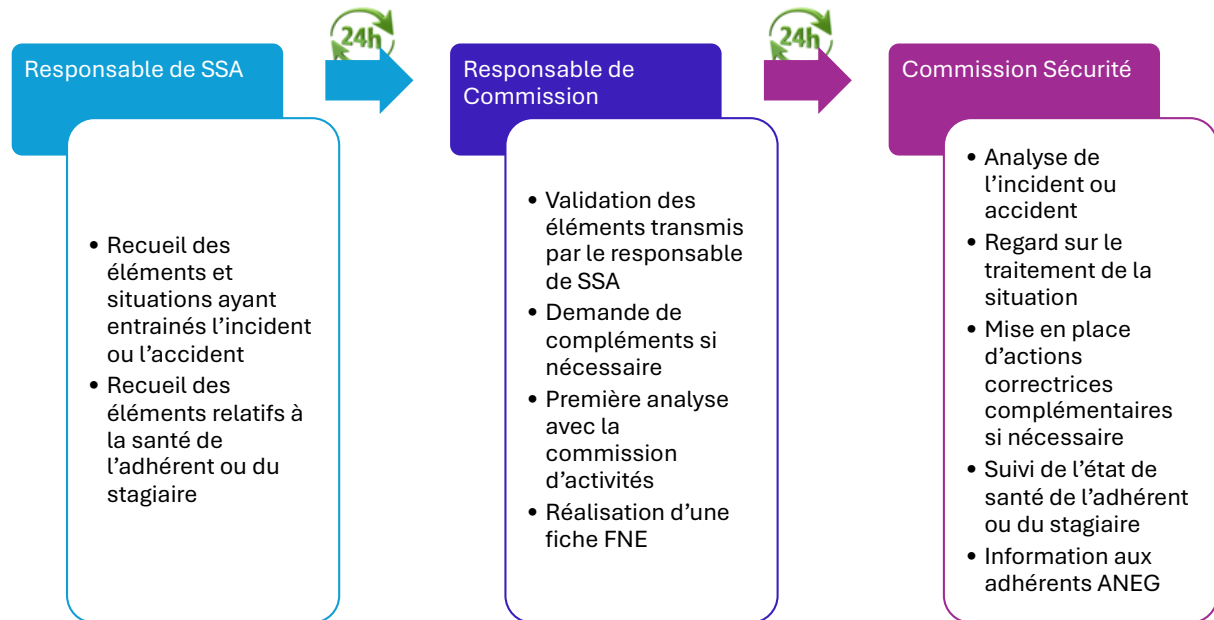 24h
24h
Responsable de SSA
Responsable de
Commission
Commission Sécurité
• Recueil des
éléments et
situations ayant
entrainés l'incident
ou l'accident
• Recueil des
éléments relatifs à
la santé de
l'adhérent ou du
stagiaire
• Validation des
éléments transmis
par le responsable
de SSA
• Demande de
compléments si
nécessaire
• Première analyse
avec la
commission
d'activités
• Réalisation d'une
fiche FNE
• Analyse de
l'incident ou
accident
• Regard sur le
traitement de la
situation
• Mise en place
d'actions
correctrices
complémentaires
si nécessaire
• Suivi de l'état de
santé de l'adhérent
ou du stagiaire
• Information aux
adhérents ANEG